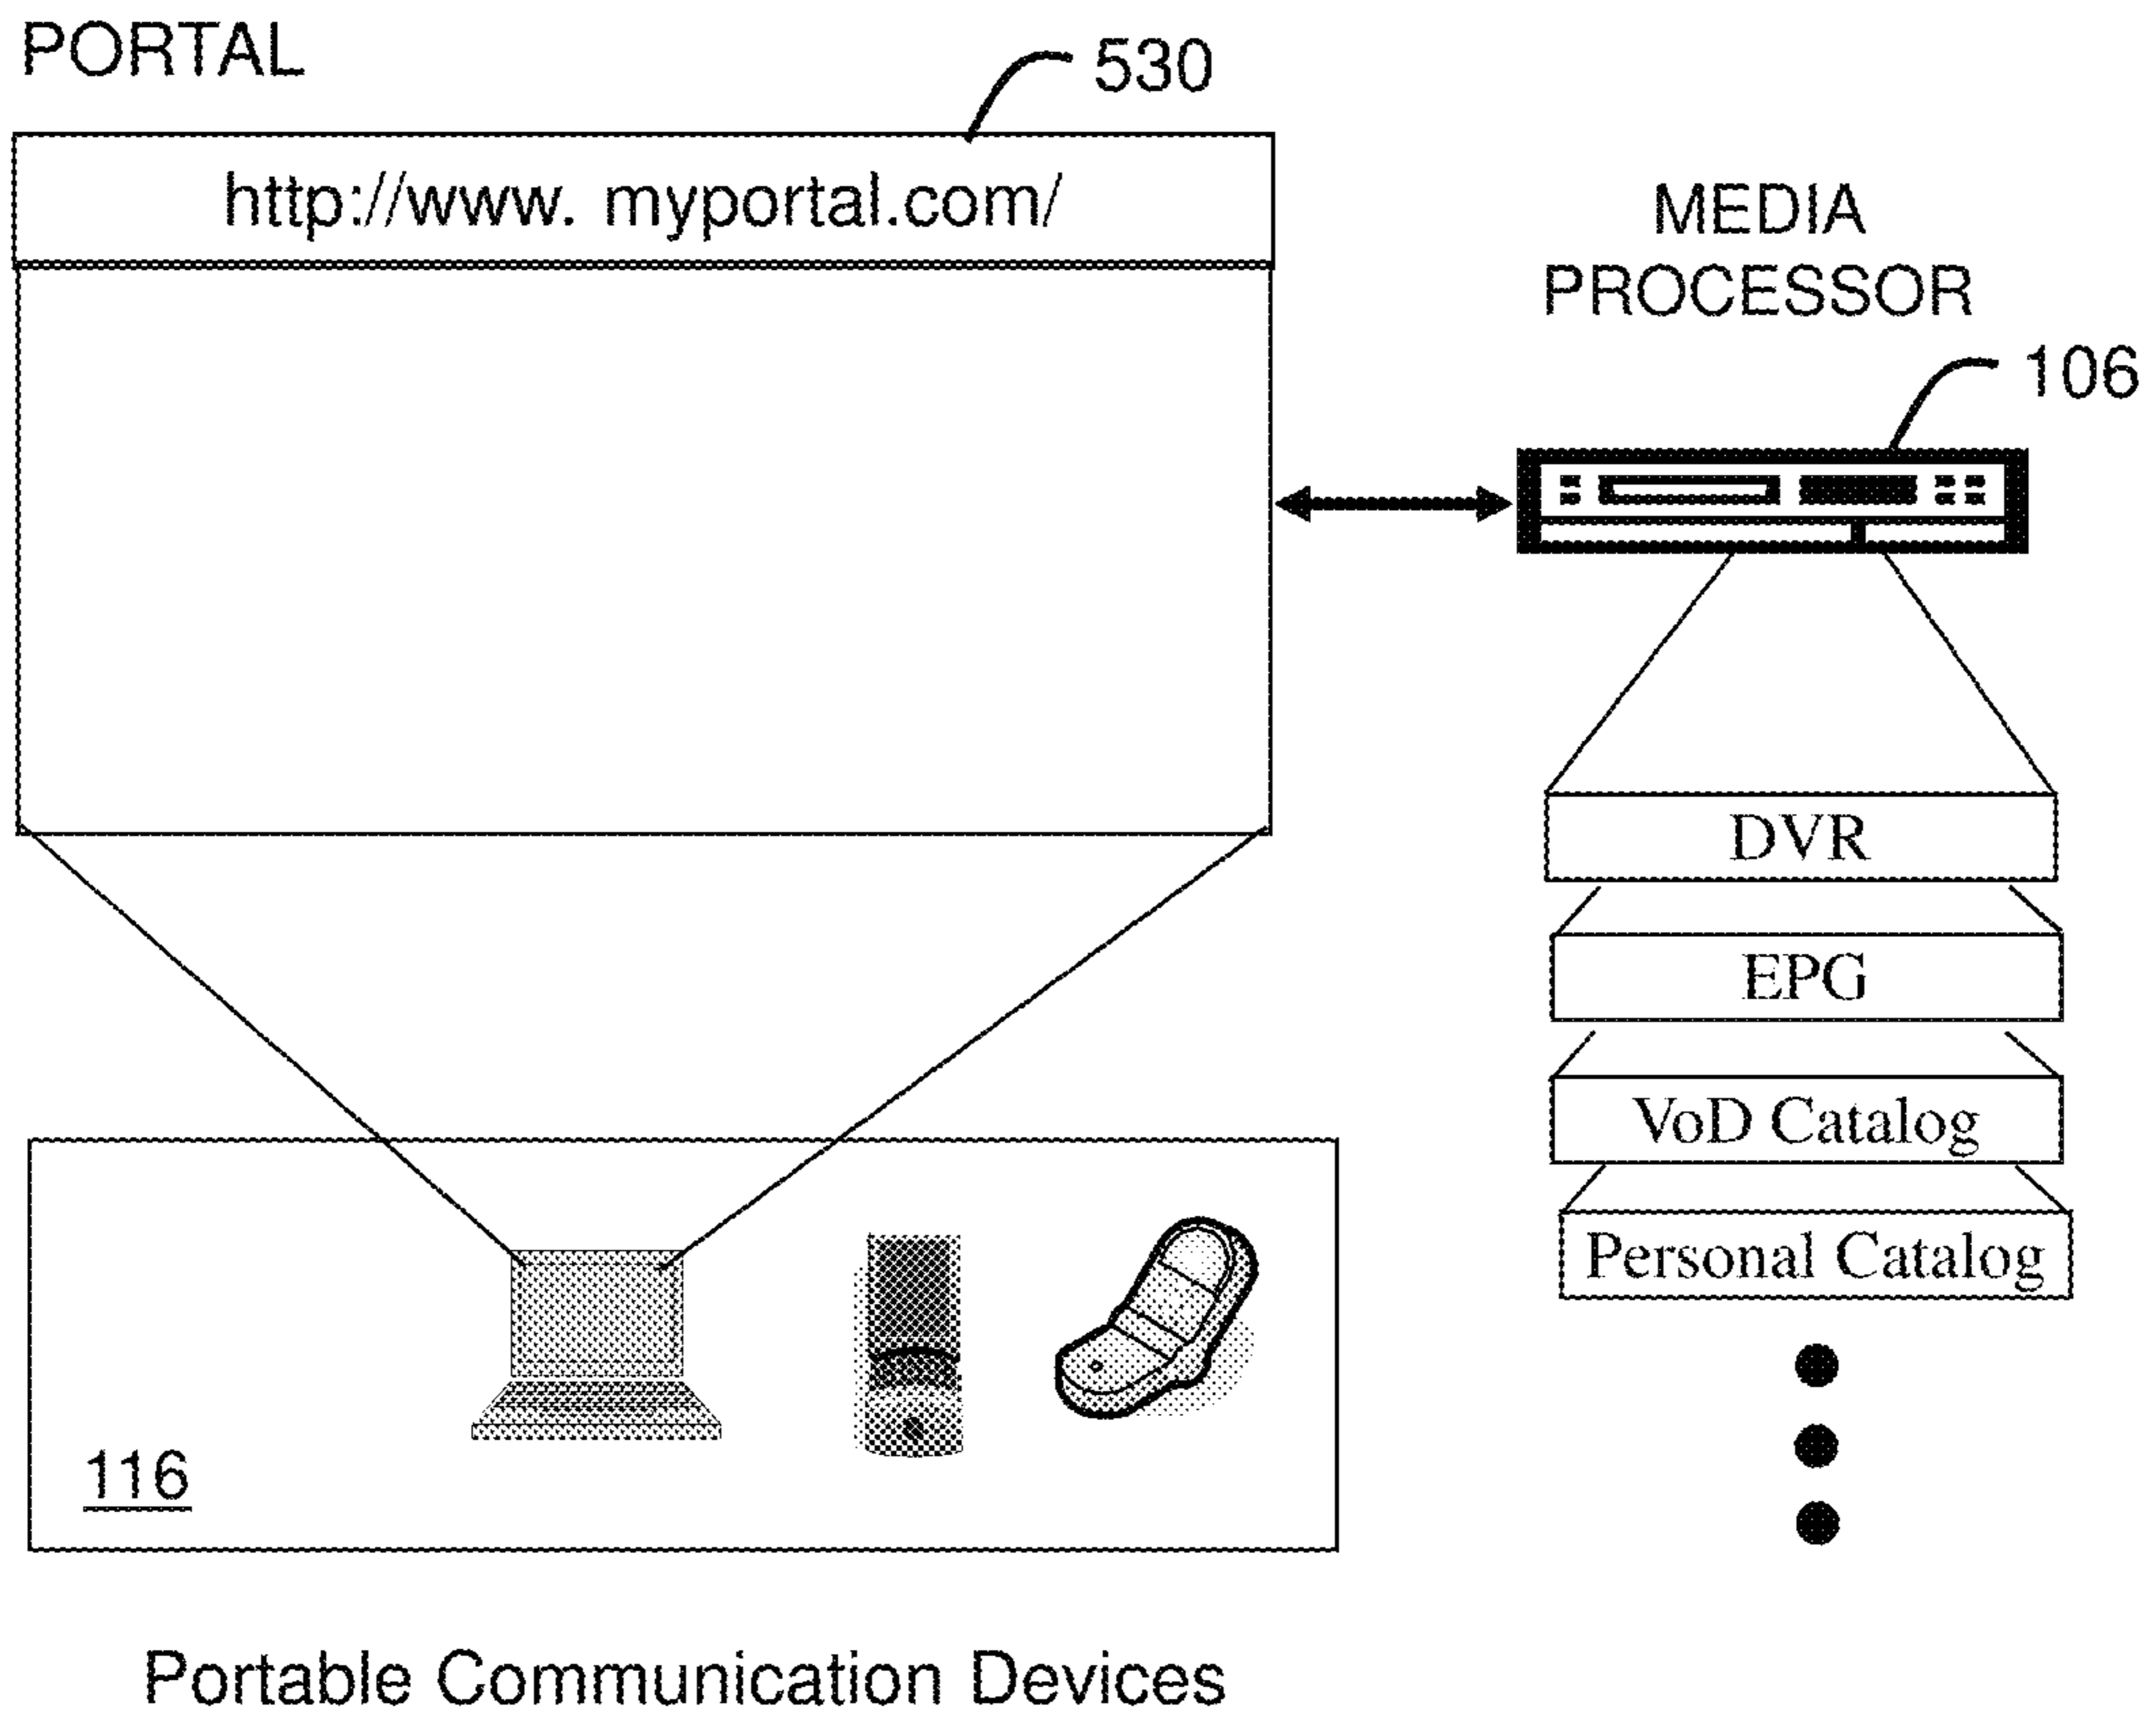 PORTAL
530
http://www. myportal.com/
MEDIA
PROCESSOR
106
DVR
EPG
VoD Catalog
Personal Catalog
116
Portable Communication Devices